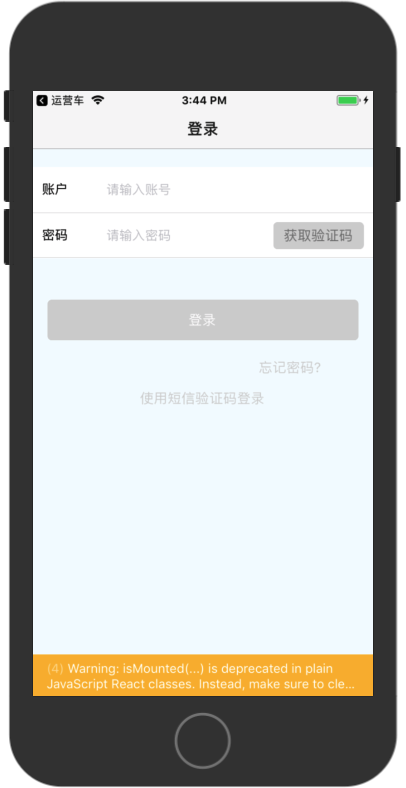 运营车 3:44 PM
登录
账户 请输入账号
密码 请输入密码 获取验证码
登录
忘记密码?
使用短信验证码登录
(4) Warning: isMounted(...) is deprecated in plain
JavaScript React classes. Instead, make sure to cle...